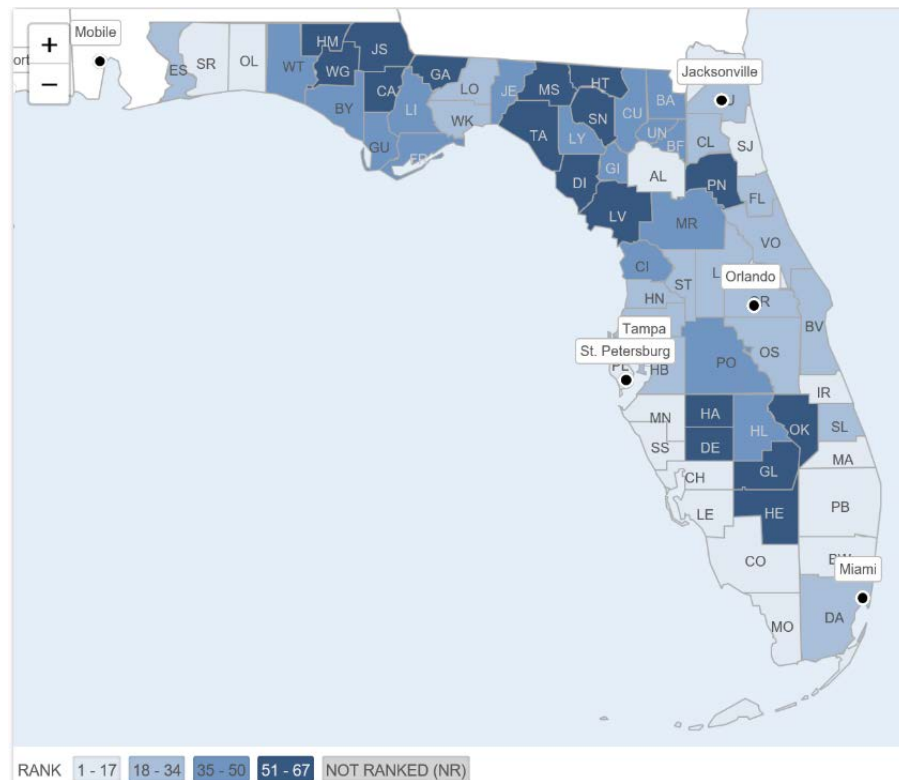 +
−
Mobile
ort
ES
SR
OL
WT
HM
JS
WG
CA
BY
LI
GU
GA
LO
WK
JE
MS
HT
TA
LY
SN
CU
BA
UN
BF
GI
DI
LV
AL
Jacksonville
CL
SJ
PN
FL
MR
VO
CI
ST
HN
Orlando
BV
Tampa
St. Petersburg
HB
PO
OS
IR
MN
HA
HL
OK
SL
SS
DE
MA
CH
GL
LE
HE
PB
CO
Miami
MO
DA
RANK 1 - 17 18 - 34 35 - 50 51 - 67 NOT RANKED (NR)